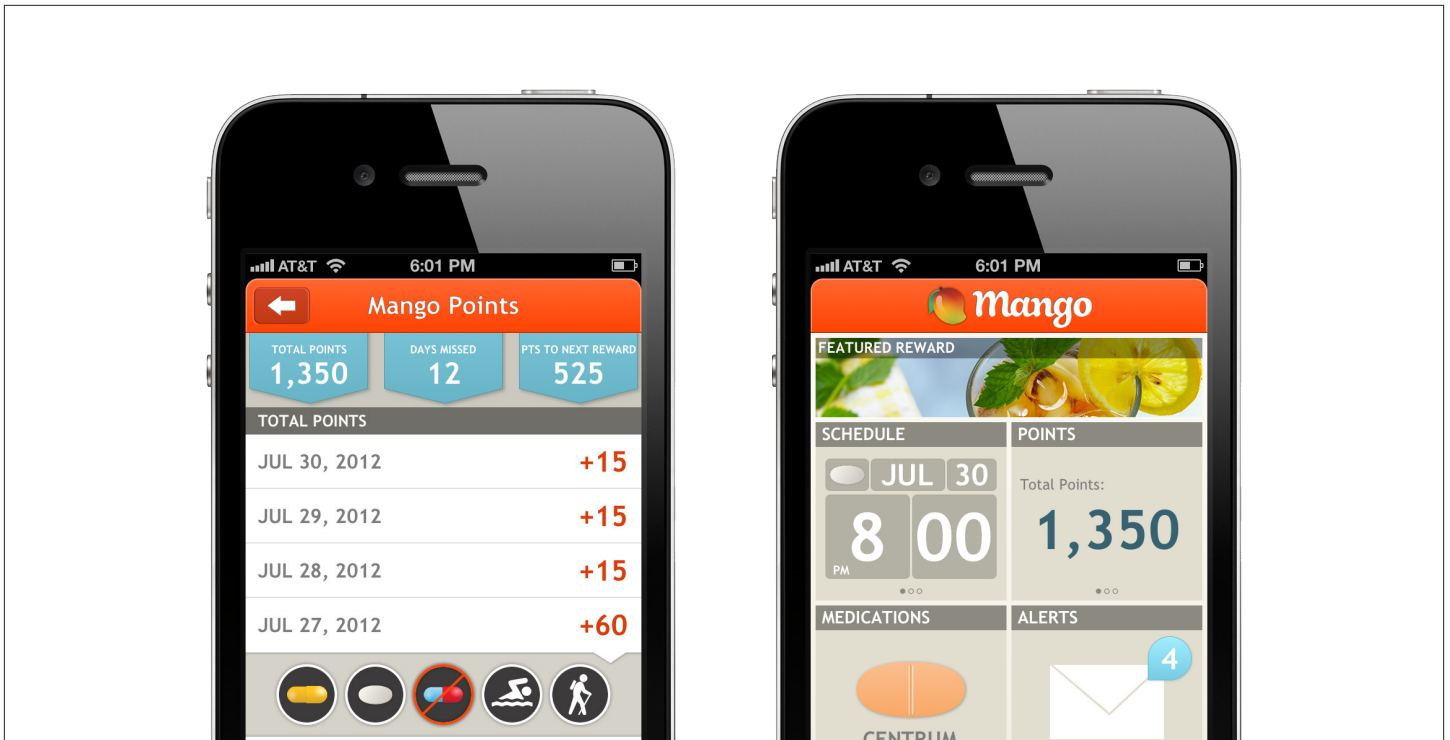 AT&T 6:01 PM
Mango Points
TOTAL POINTS
1,350
DAYS MISSED
12
PTS TO NEXT REWARD
525
TOTAL POINTS
JUL 30, 2012 +15
JUL 29, 2012 +15
JUL 28, 2012 +15
JUL 27, 2012 +60
AT&T 6:01 PM
Mango
FEATURED REWARD
SCHEDULE
JUL 30
8 00
PM
POINTS
Total Points:
1,350
MEDICATIONS
CENTRUM
ALERTS
4